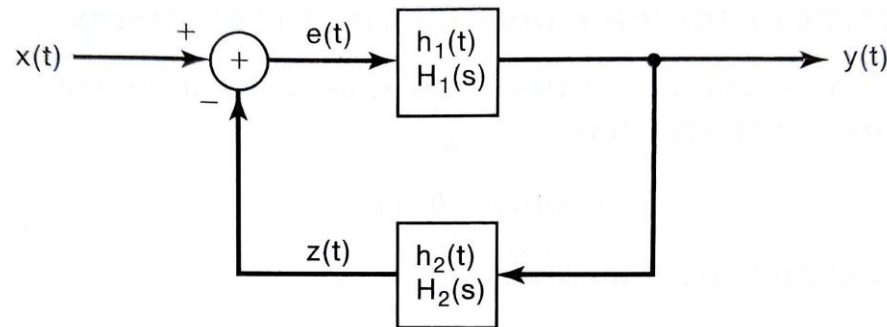 +
x(t)
+
e(t)
h₁(t)
H₁(s)
y(t)
−
z(t)
h₂(t)
H₂(s)